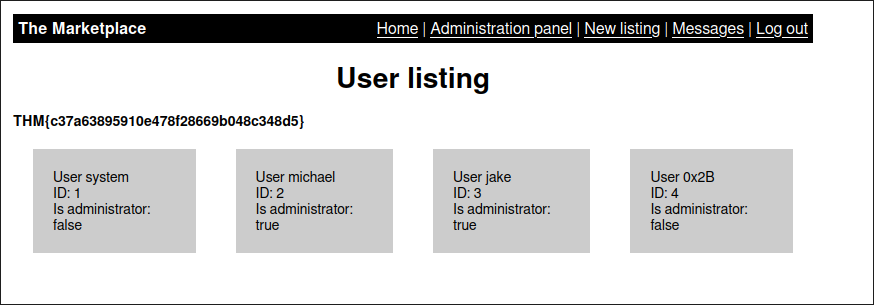 The Marketplace
Home | Administration panel | New listing | Messages | Log out
User listing
THM{c37a63895910e478f28669b048c348d5}
User system
ID: 1
Is administrator:
false
User michael
ID: 2
Is administrator:
true
User jake
ID: 3
Is administrator:
true
User 0x2B
ID: 4
Is administrator:
false